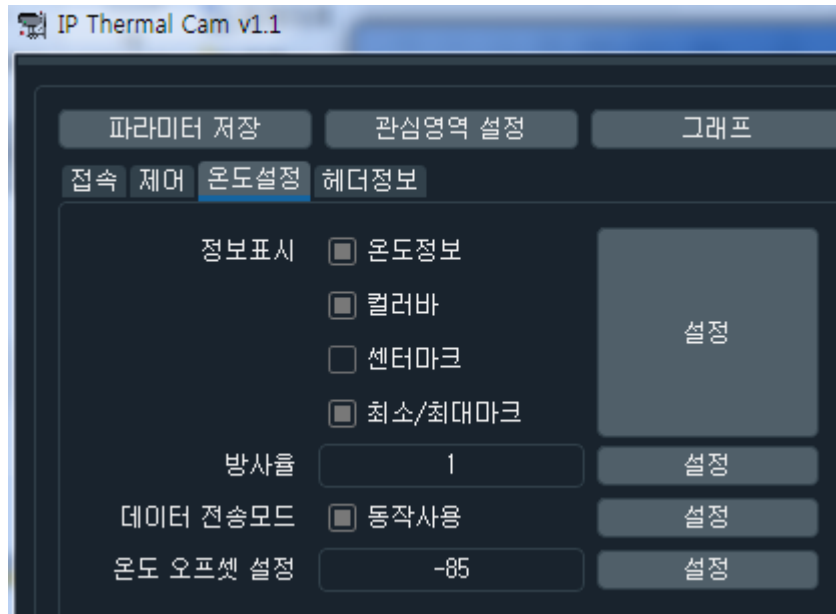 IP Thermal Cam v1.1
파라미터 저장 관심영역 설정 그래프
접속 제어 온도설정 헤더정보
정보표시 온도정보
컬러바
설정
센터마크
최소/최대마크
방사율 1 설정
데이터 전송모드 동작사용 설정
온도 오프셋 설정 -85 설정